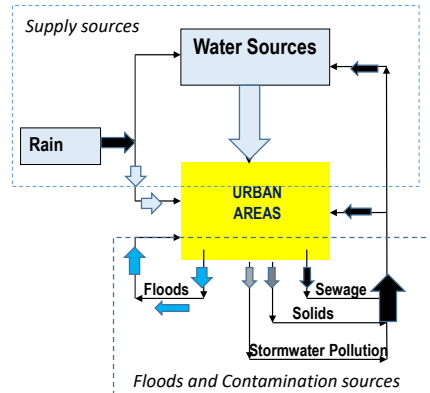 Supply sources
Water Sources
Rain
URBAN
AREAS
Floods
Sewage
Solids
Stormwater Pollution
Floods and Contamination sources